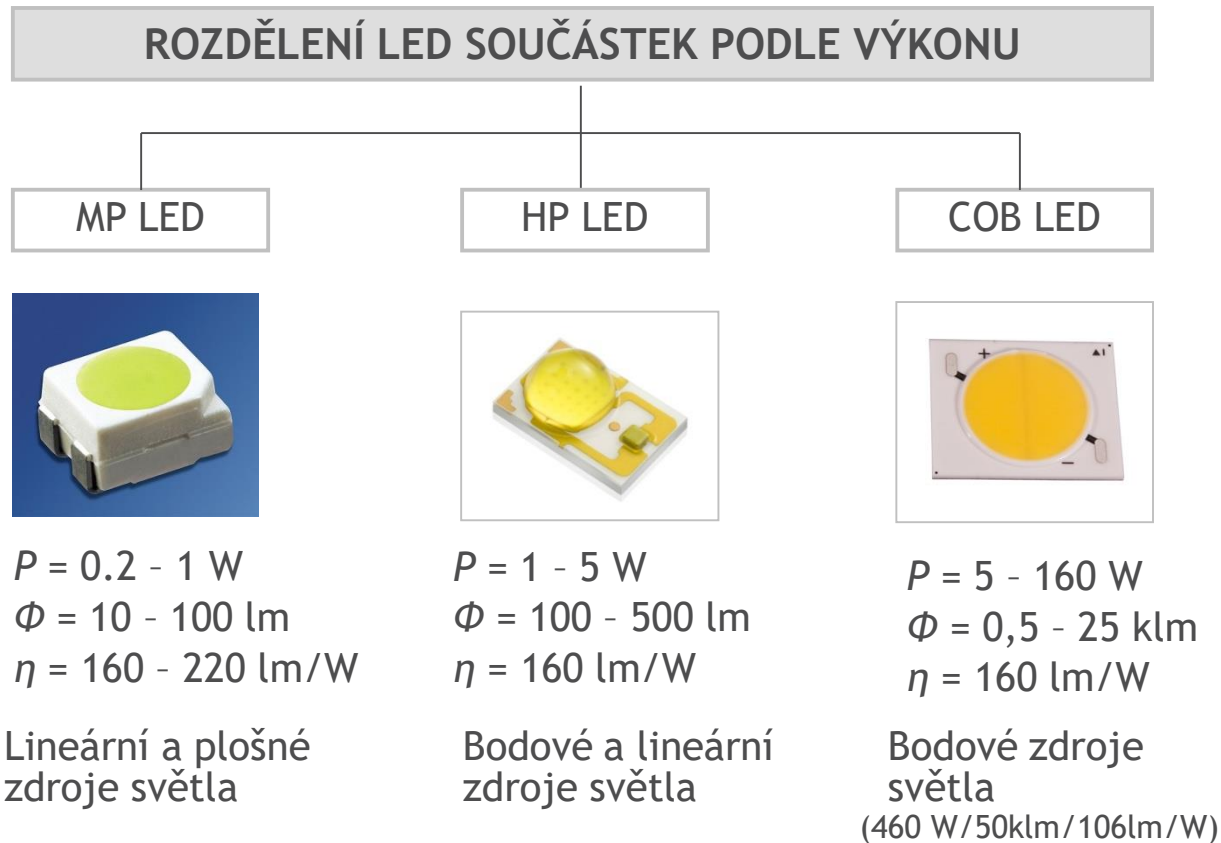 ROZDĚLENÍ LED SOUČÁSTEK PODLE VÝKONU
MP LED
HP LED
COB LED
P = 0.2 – 1 W
Φ = 10 – 100 lm
η = 160 – 220 lm/W
Lineární a plošné
zdroje světla
P = 1 – 5 W
Φ = 100 – 500 lm
η = 160 lm/W
Bodové a lineární
zdroje světla
+
–
P = 5 – 160 W
Φ = 0,5 – 25 klm
η = 160 lm/W
Bodové zdroje
světla
(460 W/50klm/106lm/W)